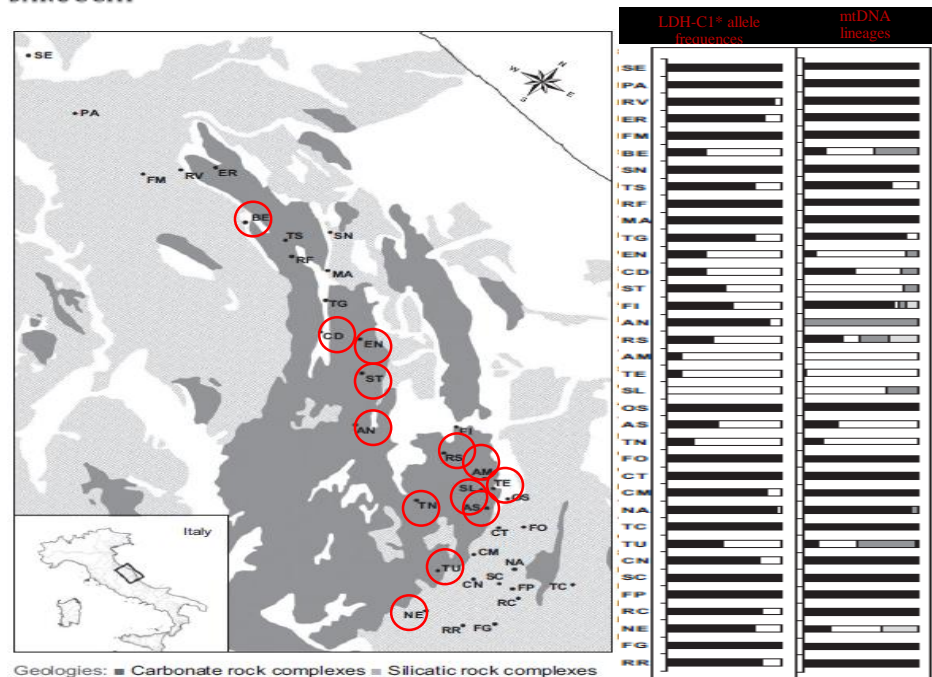 LDH-C1* allele
frequences
mtDNA
lineages
SE
PA
FM
RV
ER
BE
TS
SN
RF
MA
TG
CD
EN
ST
AN
FI
RS
AM
TE
SL
OS
TN
AS
CT
FO
CM
TU
NA
CN
SC
FP
TC
RC
NE
RR
FG
N
E
S
W
Italy
SE
PA
RV
ER
FM
BE
SN
TS
RF
MA
TG
EN
CD
ST
FI
AN
RS
AM
TE
SL
OS
AS
TN
FO
CT
CM
NA
TC
TU
CN
SC
FP
RC
NE
FG
RR
Geologies: ■ Carbonate rock complexes ■ Silicatic rock complexes